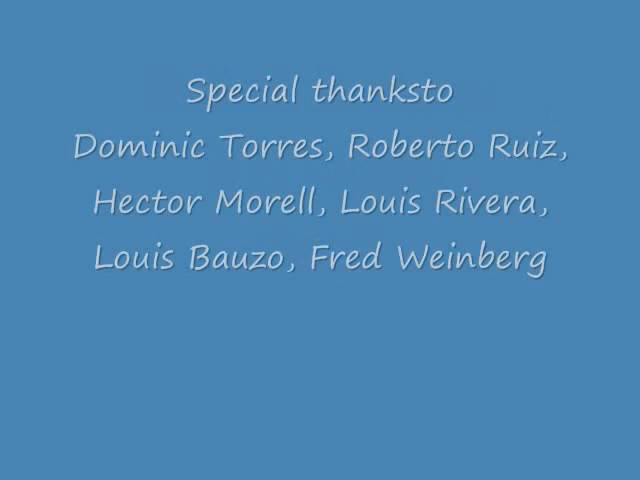 Special thanksto
Dominic Torres, Roberto Ruiz,
Hector Morell, Louis Rivera,
Louis Bauzo, Fred Weinberg